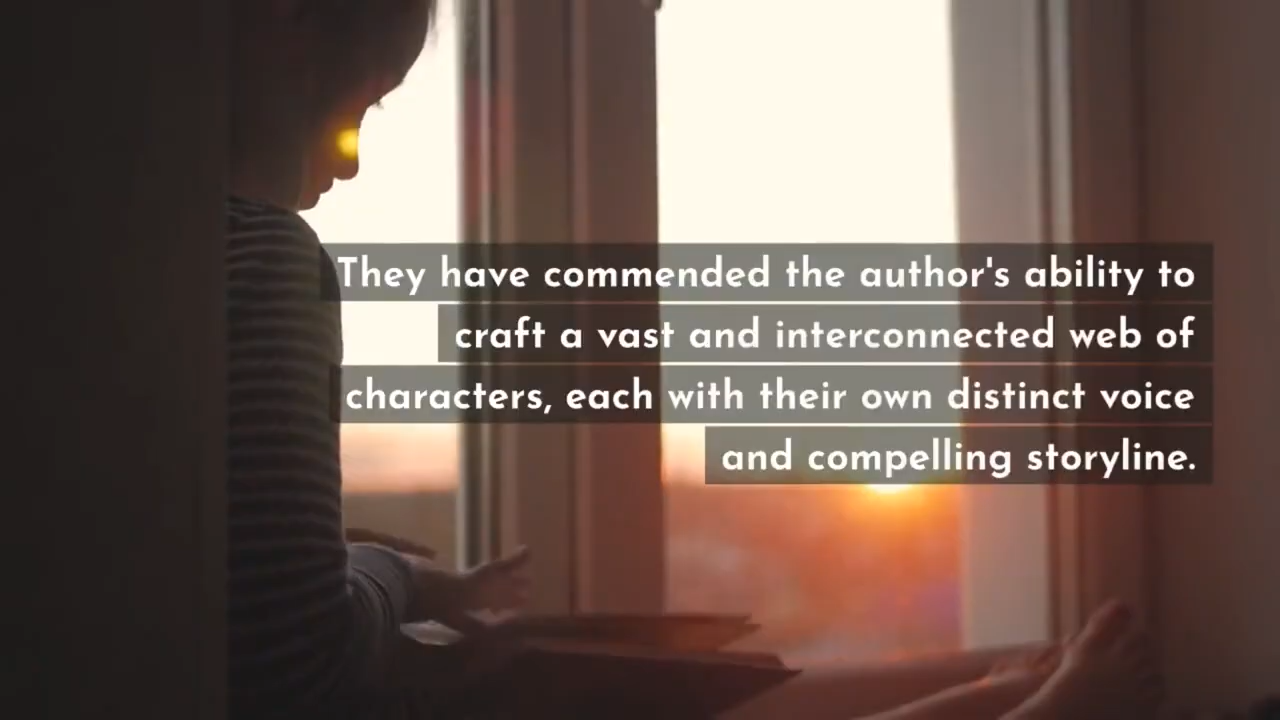 They have commended the author's ability to
craft a vast and interconnected web of
characters, each with their own distinct voice
and compelling storyline.